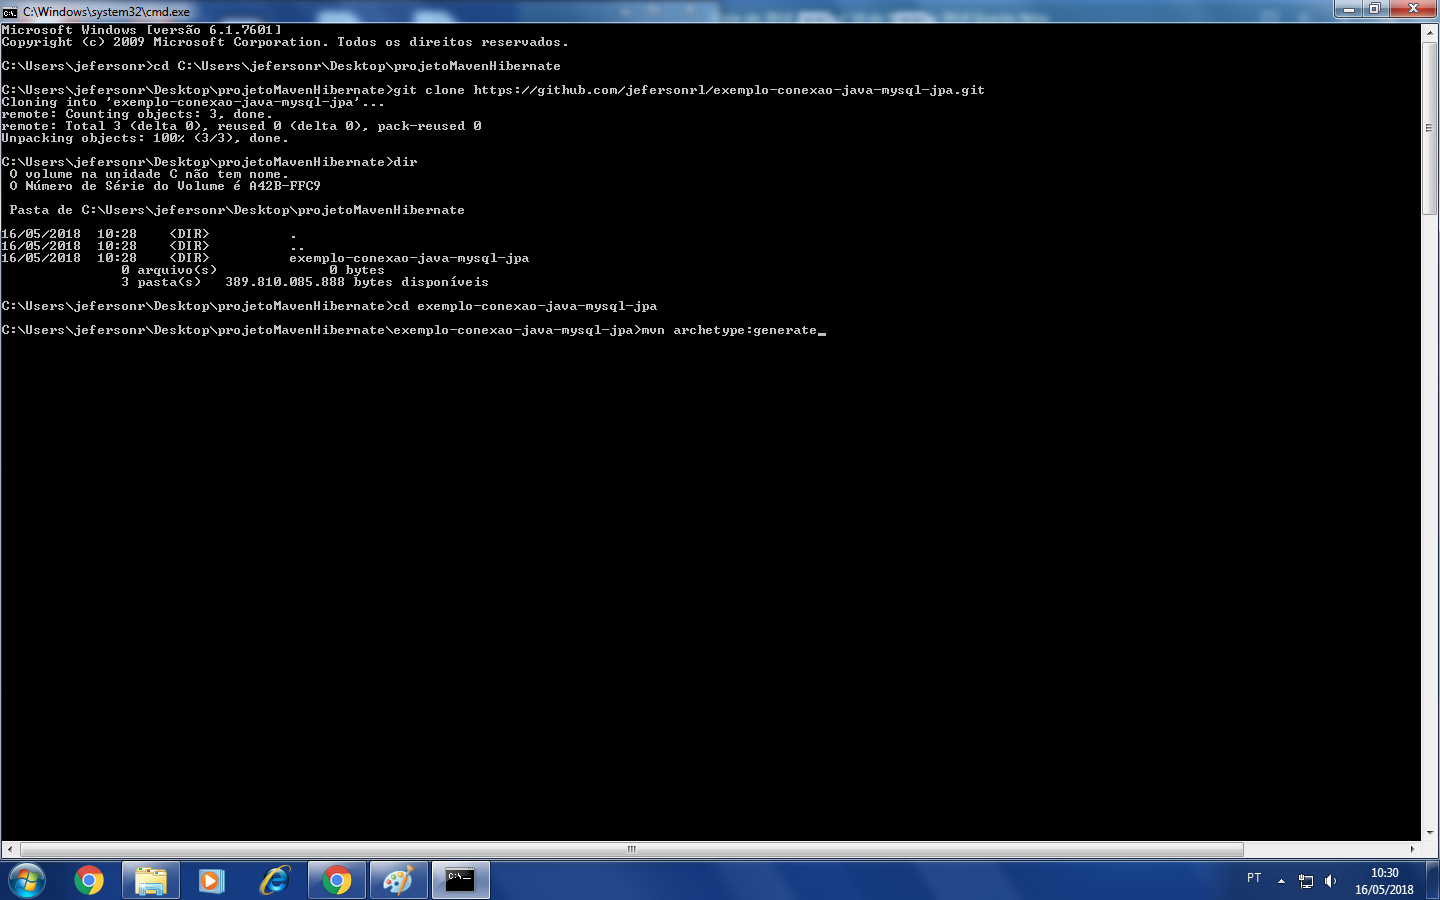 C:\Windows\system32\cmd.exe
Microsoft Windows [versão 6.1.7601]
Copyright (c) 2009 Microsoft Corporation. Todos os direitos reservados.
C:\Users\jefersonr>cd C:\Users\jefersonr\Desktop\projetoMavenHibernate
C:\Users\jefersonr\Desktop\projetoMavenHibernate>git clone https://github.com/jefersonrl/exemplo-conexao-java-mysql-jpa.git
Cloning into 'exemplo-conexao-java-mysql-jpa'...
remote: Counting objects: 3, done.
remote: Total 3 (delta 0), reused 0 (delta 0), pack-reused 0
Unpacking objects: 100% (3/3), done.
C:\Users\jefersonr\Desktop\projetoMavenHibernate>dir
O volume na unidade C não tem nome.
O Número de Série do Volume é A42B-FFC9
Pasta de C:\Users\jefersonr\Desktop\projetoMavenHibernate
16/05/2018  10:28    <DIR>          .
16/05/2018  10:28    <DIR>          ..
16/05/2018  10:28    <DIR>          exemplo-conexao-java-mysql-jpa
0 arquivo(s)              0 bytes
3 pasta(s)   389.810.085.888 bytes disponíveis
C:\Users\jefersonr\Desktop\projetoMavenHibernate>cd exemplo-conexao-java-mysql-jpa
C:\Users\jefersonr\Desktop\projetoMavenHibernate\exemplo-conexao-java-mysql-jpa>mvn archetype:generate_
PT
10:30
16/05/2018